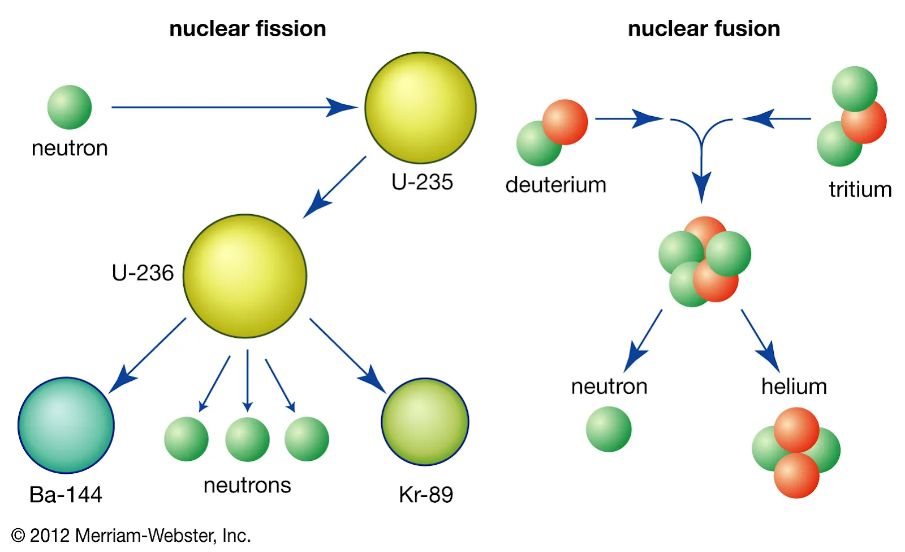 nuclear fission
neutron
U-235
U-236
Ba-144
neutrons
Kr-89
nuclear fusion
deuterium
tritium
neutron
helium
© 2012 Merriam-Webster, Inc.